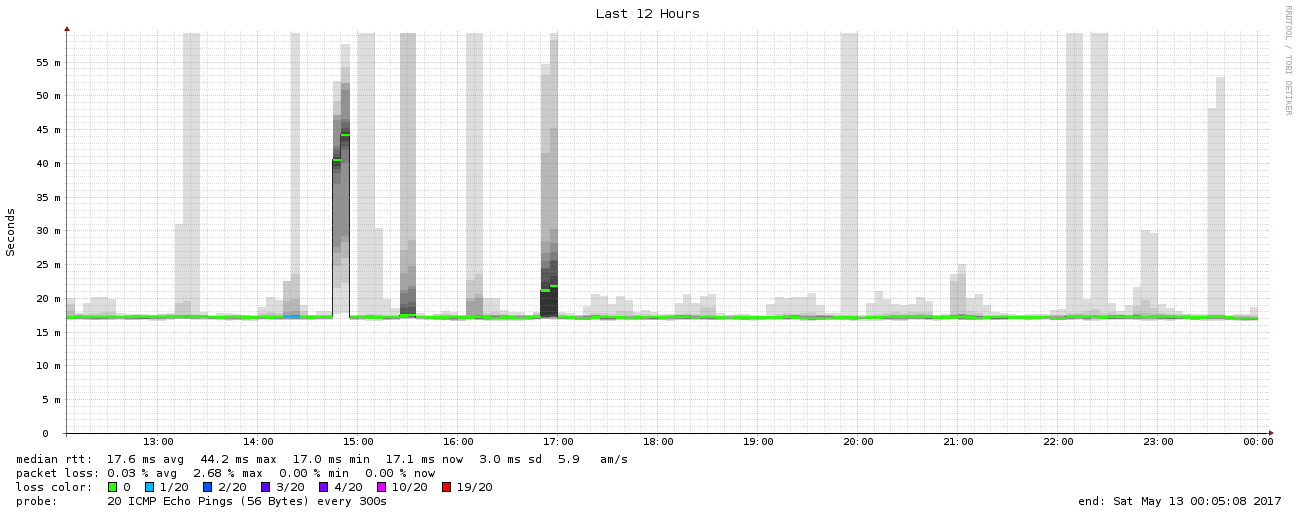 Last 12 Hours
RRDTOOL / TOBI OETIKER
Seconds
55 m
50 m
45 m
40 m
35 m
30 m
25 m
20 m
15 m
10 m
5 m
0
13:00 14:00 15:00 16:00 17:00 18:00 19:00 20:00 21:00 22:00 23:00 00:00
median rtt: 17.6 ms avg 44.2 ms max 17.0 ms min 17.1 ms now 3.0 ms sd 5.9 am/s
packet loss: 0.03 % avg 2.68 % max 0.00 % min 0.00 % now
loss color: 0 1/20 2/20 3/20 4/20 10/20 19/20
probe: 20 ICMP Echo Pings (56 Bytes) every 300s end: Sat May 13 00:05:08 2017